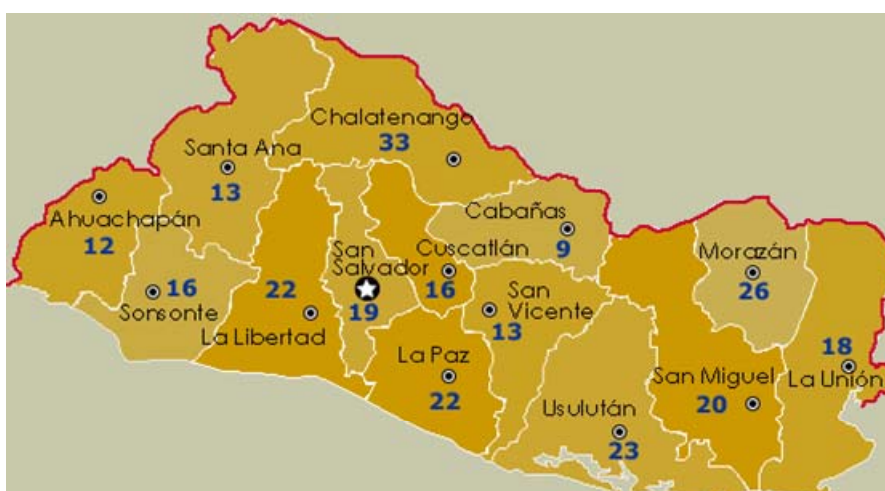 Chalatenango
33
Santa Ana
13
Ahuachapán
12
Cabañas
9
Morazán
26
San
Salvador
19
Cuscatlán
16
16
Sonsonte
22
La Libertad
San
Vicente
13
La Paz
22
San Miguel
20
18
La Unión
Usulután
23